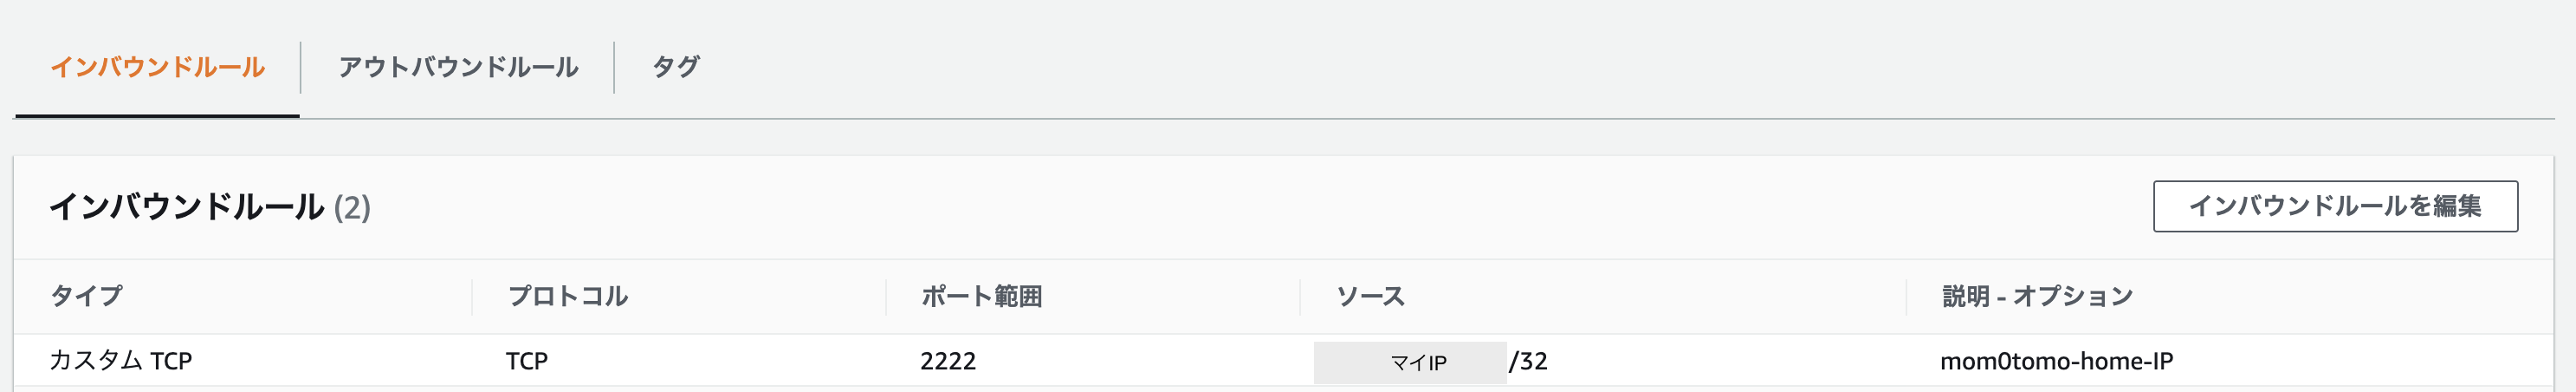 インバウンドルール アウトバウンドルール タグ
インバウンドルール (2) インバウンドルールを編集
タイプ プロトコル ポート範囲 ソース 説明 - オプション
カスタム TCP TCP 2222 マイIP /32 mom0tomo-home-IP